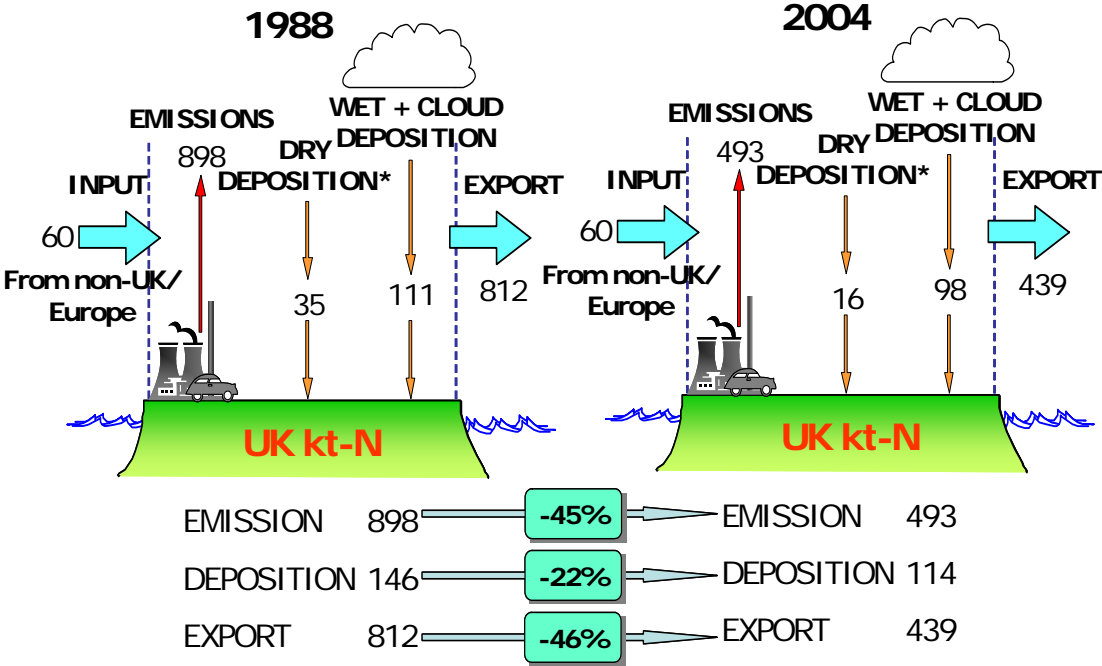 1988
EMISSIONS
898
WET + CLOUD
DEPOSITION
DRY
DEPOSITION*
INPUT
60
From non-UK/
Europe
35
111
EXPORT
812
UK kt-N
2004
EMISSIONS
493
WET + CLOUD
DEPOSITION
DRY
DEPOSITION*
INPUT
60
From non-UK/
Europe
16
98
EXPORT
439
UK kt-N
EMISSION 898 -45% EMISSION 493
DEPOSITION 146 -22% DEPOSITION 114
EXPORT 812 -46% EXPORT 439